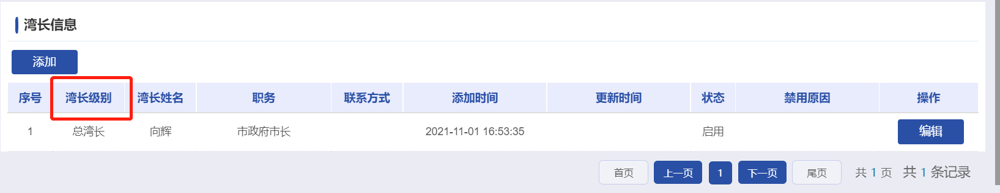 湾长信息
添加
序号 湾长级别 湾长姓名 职务 联系方式 添加时间 更新时间 状态 禁用原因 操作
1 总湾长 向辉 市政府市长 2021-11-01 16:53:35 启用 编辑
首页 上一页 1 下一页 尾页 共 1 页 共 1 条记录